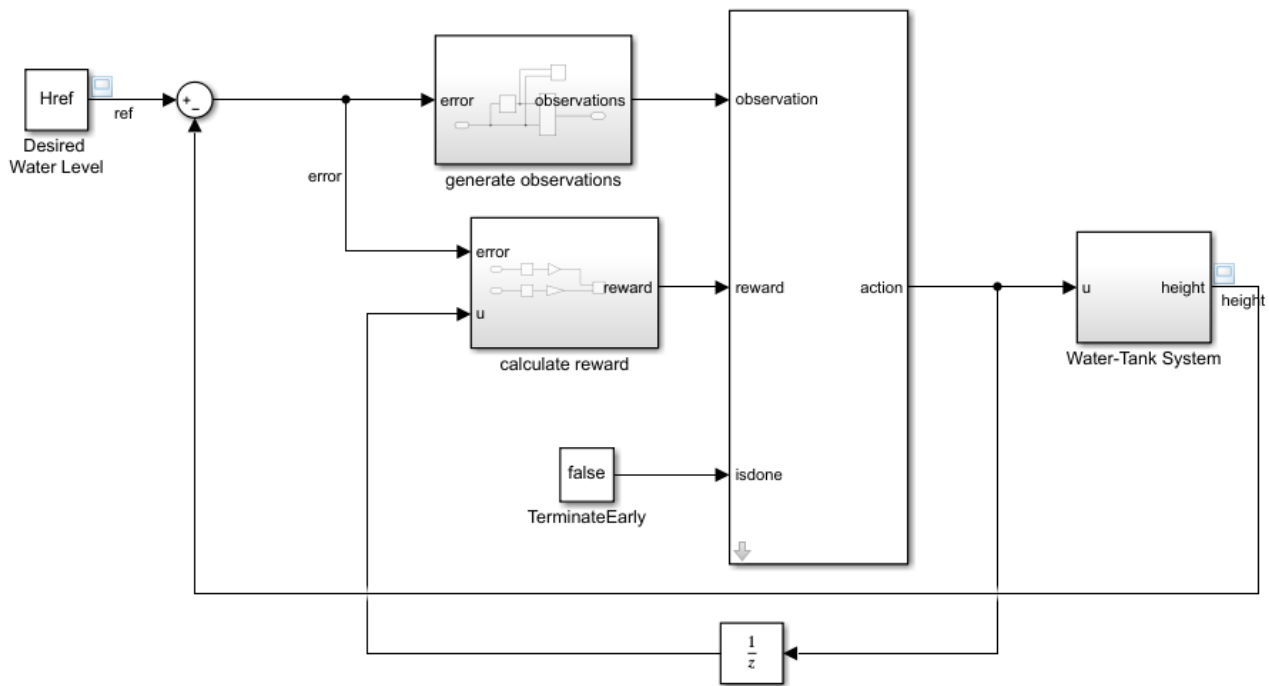 Href
ref
Desired
Water Level
+
−
error
error
observations
generate observations
error
u
reward
calculate reward
false
TerminateEarly
observation
reward
isdone
action
u
height
Water-Tank System
height
1
z